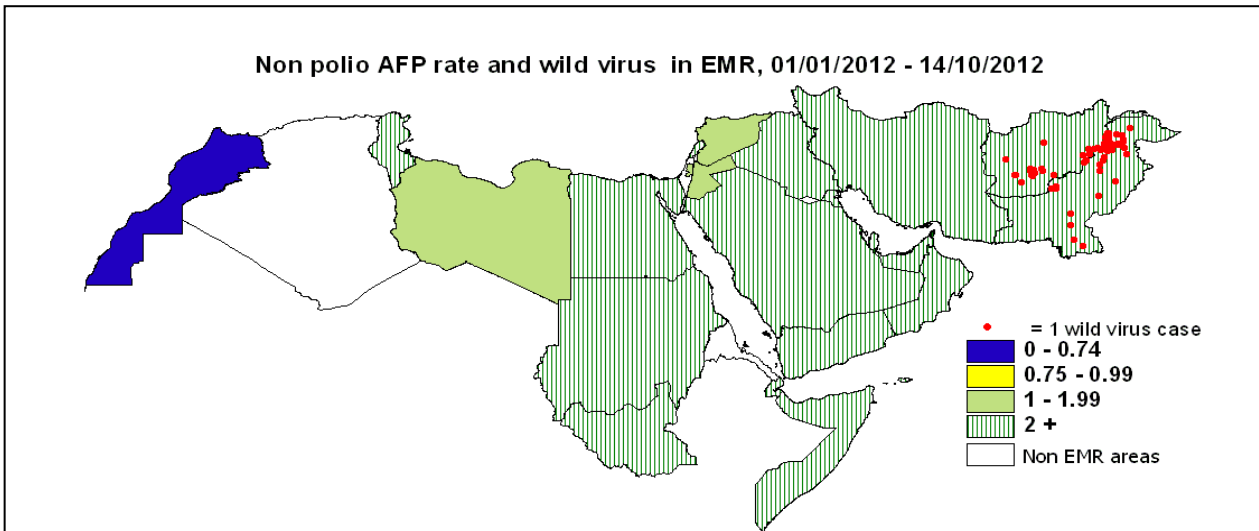 Non polio AFP rate and wild virus in EMR, 01/01/2012 - 14/10/2012
= 1 wild virus case
0 - 0.74
0.75 - 0.99
1 - 1.99
2 +
Non EMR areas